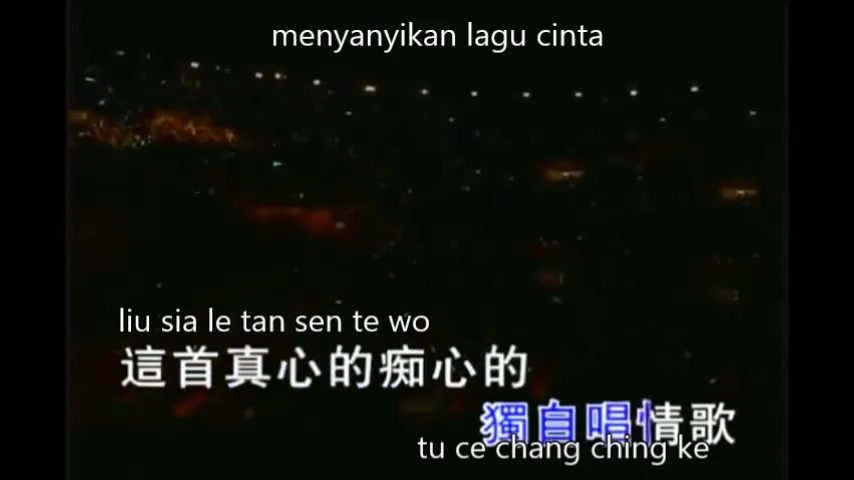 menyanyikan lagu cinta
liu sia le tan sen te wo
這首真心的痴心的
獨自唱情歌
tu ce chang ching ke